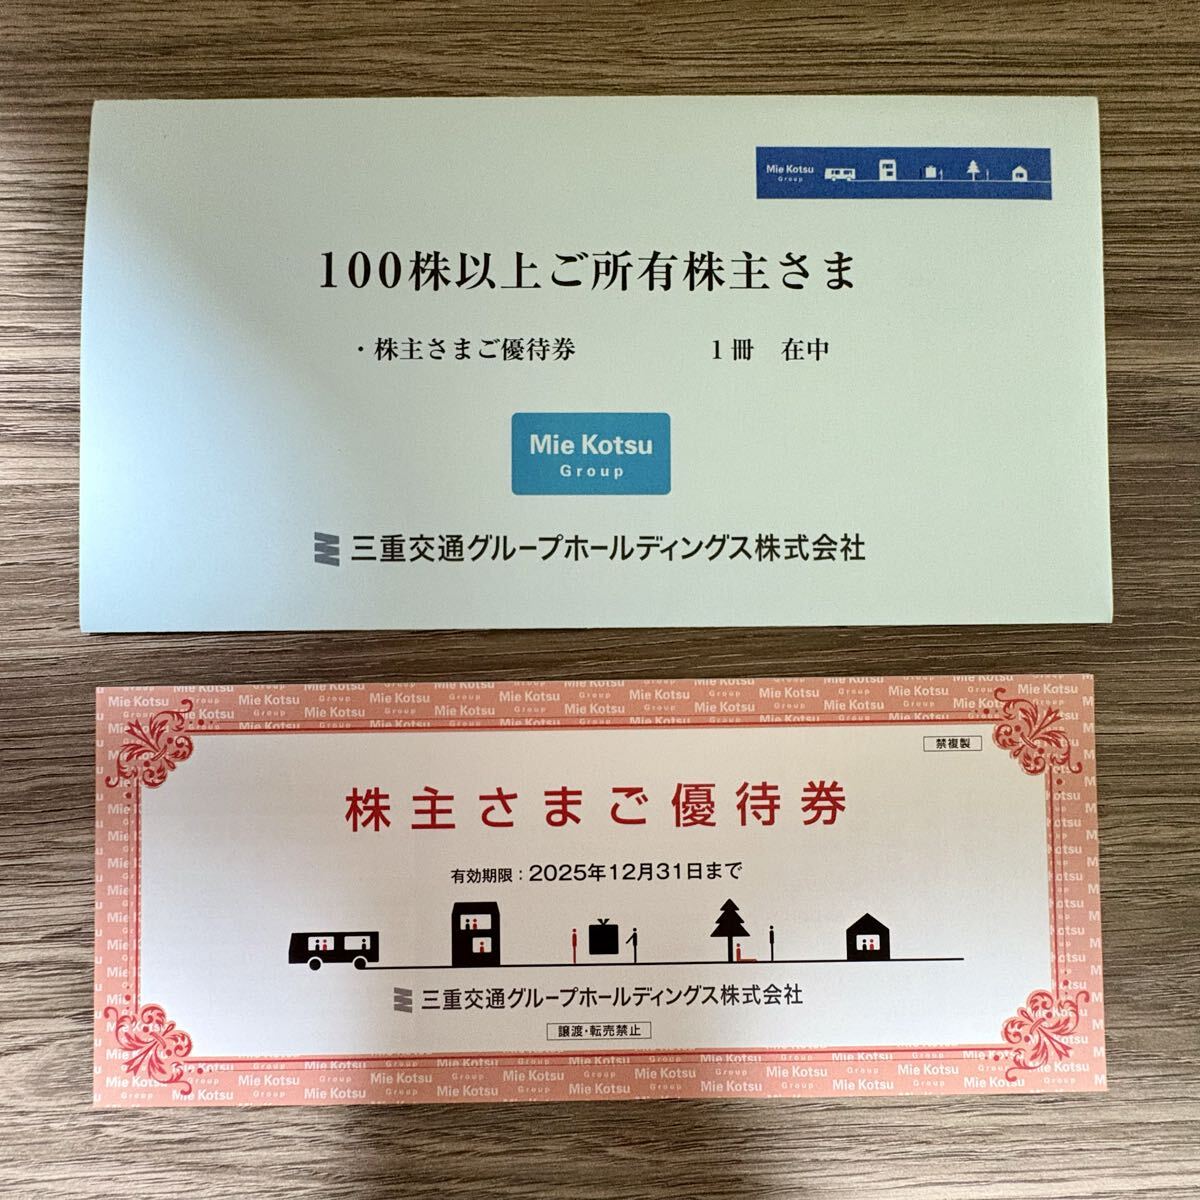 Mie Kotsu
Group
100株以上ご所有株主さま
・株主さまご優待券 1冊 在中
Mie Kotsu
Group
三重交通グループホールディングス株式会社
禁複製
株主さまご優待券
有効期限：2025年12月31日まで
三重交通グループホールディングス株式会社
譲渡・転売禁止
Mie Kotsu Group